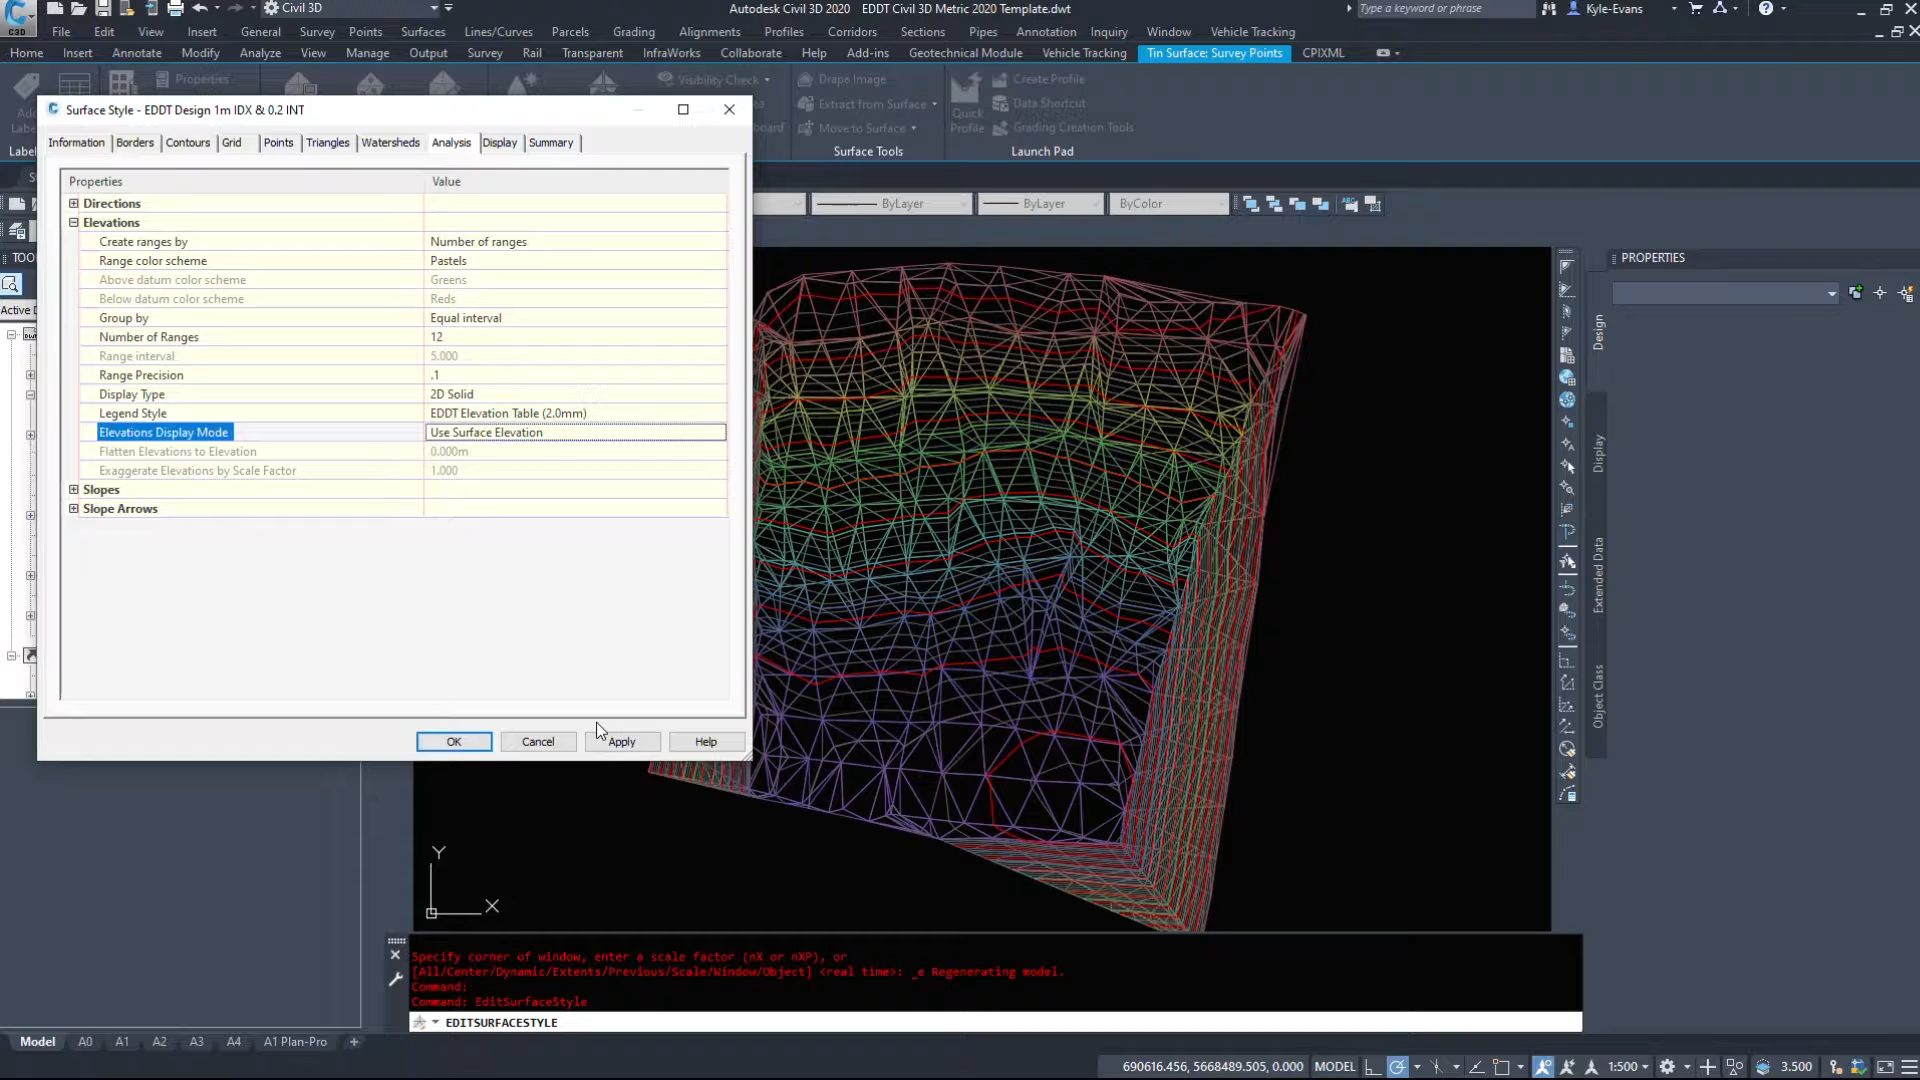 Civil 3D
Autodesk Civil 3D 2020 EDDT Civil 3D Metric 2020 Template.dwt
Type a keyword or phrase
Kyle-Evans
C3D
File Edit View Insert General Survey Points Surfaces Lines/Curves Parcels Grading Alignments Profiles Corridors Sections Pipes Annotation Inquiry Window Vehicle Tracking
Home Insert Annotate Modify Analyze View Manage Output Survey Rail Transparent InfraWorks Collaborate Help Add-ins Geotechnical Module Vehicle Tracking Tin Surface: Survey Points CPIXML
Properties
Visibility Check
Drape Image
Extract from Surface
Move to Surface
Surface Tools
Quick Profile
Create Profile
Data Shortcut
Grading Creation Tools
Launch Pad
Surface Style - EDDT Design 1m IDX & 0.2 INT
Information Borders Contours Grid Points Triangles Watersheds Analysis Display Summary
Properties Value
Directions
Elevations
Create ranges by Number of ranges
Range color scheme Pastels
Above datum color scheme Greens
Below datum color scheme Reds
Group by Equal interval
Number of Ranges 12
Range interval 5.000
Range Precision .1
Display Type 2D Solid
Legend Style EDDT Elevation Table (2.0mm)
Elevations Display Mode Use Surface Elevation
Flatten Elevations to Elevation 0.000m
Exaggerate Elevations by Scale Factor 1.000
Slopes
Slope Arrows
OK Cancel Apply Help
ByLayer ByLayer ByColor
PROPERTIES
Design
Display
Extended Data
Object Class
Y
X
Specify corner of window, enter a scale factor (nX or nXP), or
[All/Center/Dynamic/Extents/Previous/Scale/Window/Object] <real time>: _e Regenerating model.
Command:
Command: EditSurfaceStyle
EDITSURFACESTYLE
Model A0 A1 A2 A3 A4 A1 Plan-Pro +
690616.456, 5668489.505, 0.000 MODEL 1:500 3.500